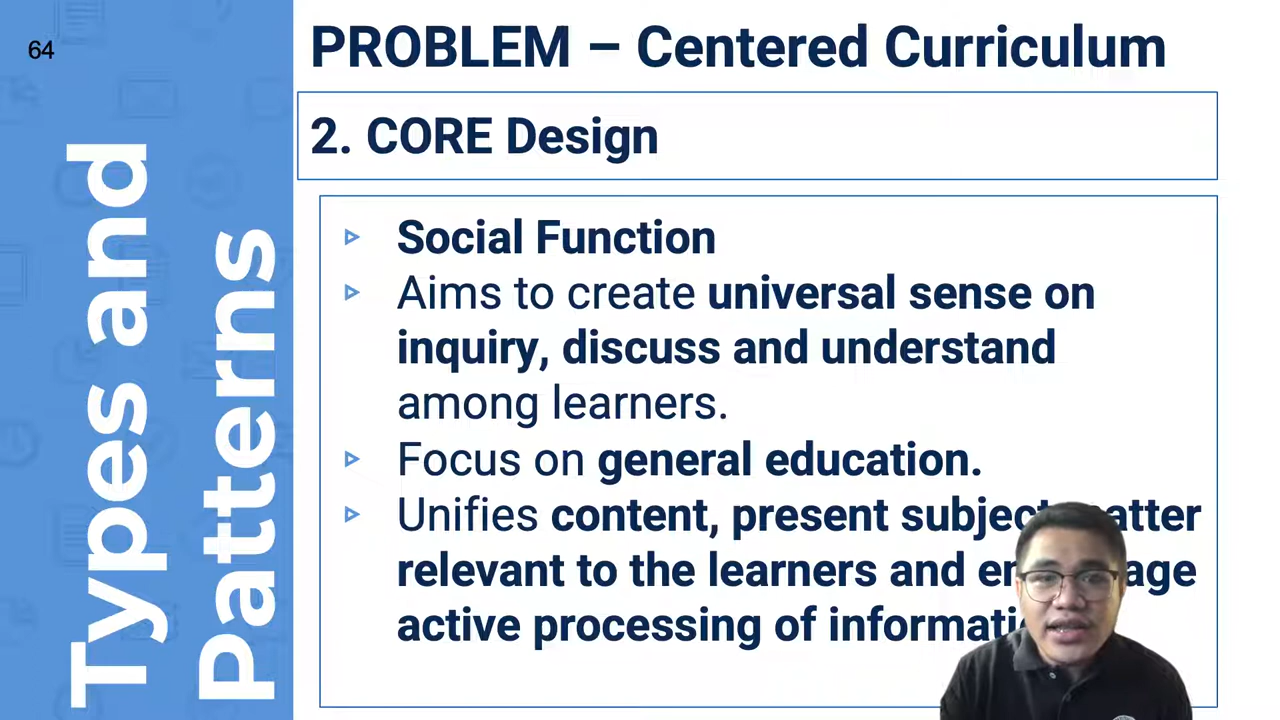 64
Types and
Patterns
PROBLEM – Centered Curriculum
2. CORE Design
Social Function
Aims to create universal sense on
inquiry, discuss and understand
among learners.
Focus on general education.
Unifies content, present subject matter
relevant to the learners and encourage
active processing of information